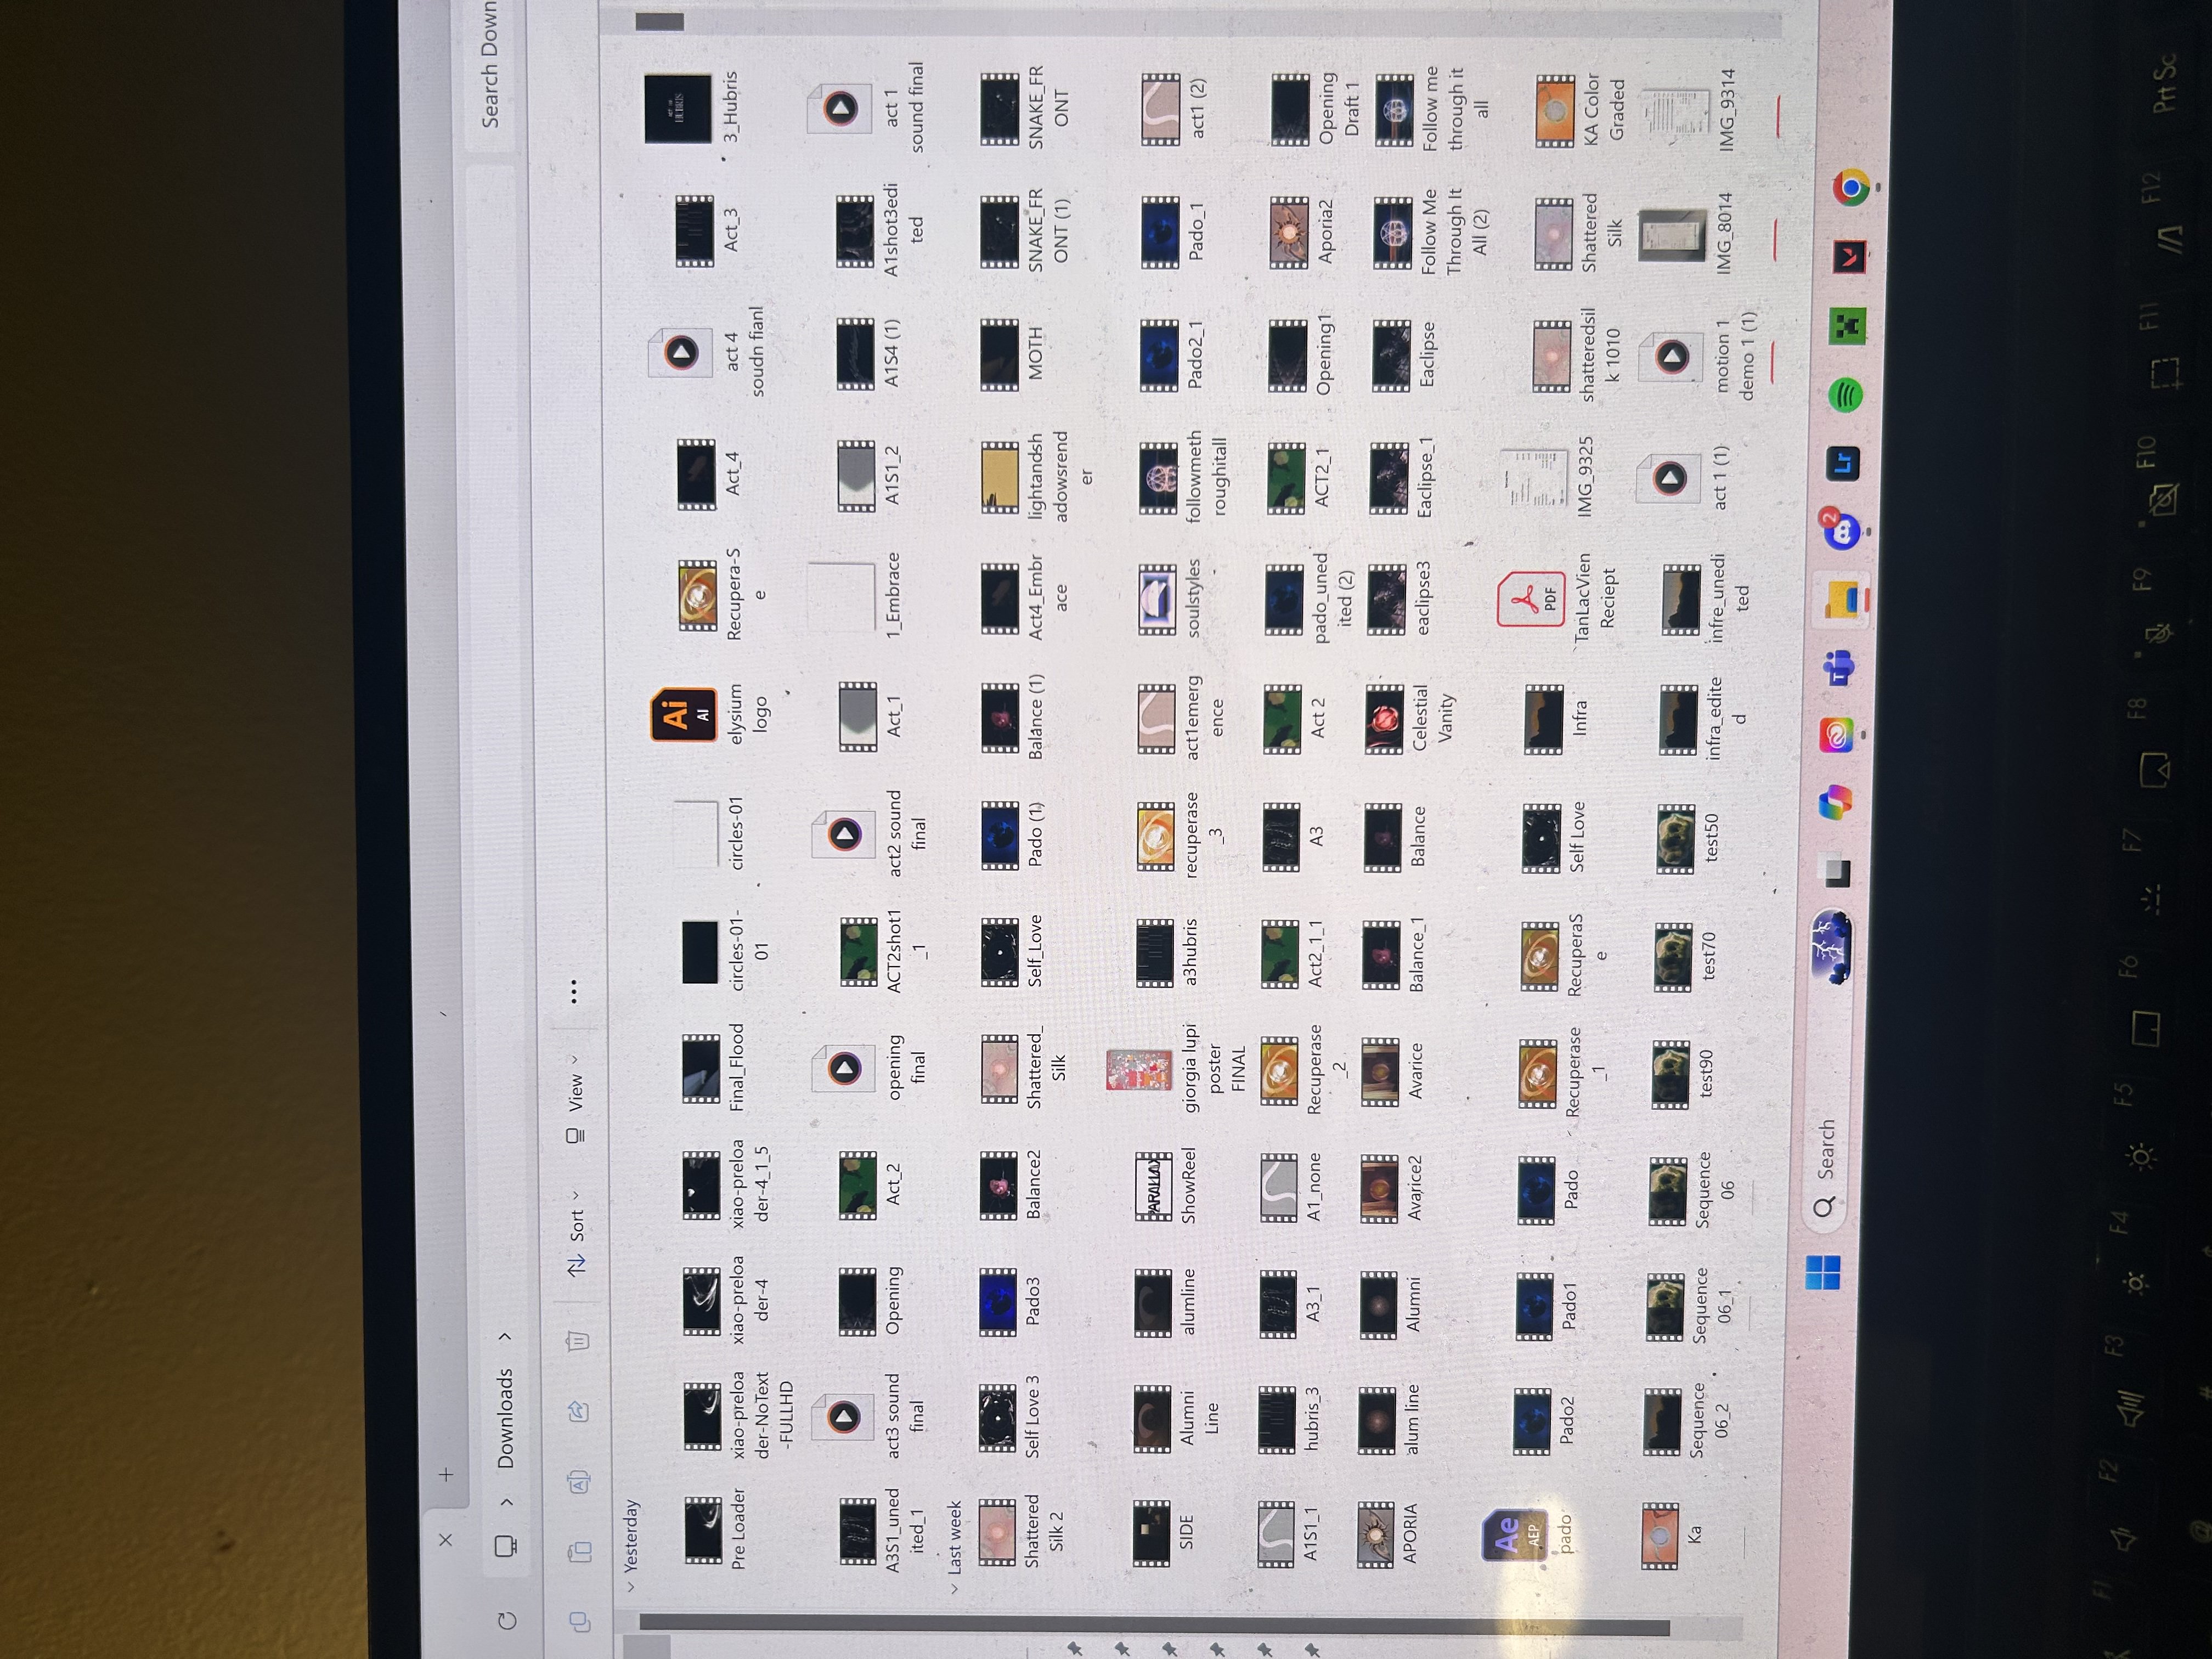 Downloads
Search Down
Sort
View
Yesterday
Pre Loader
xiao-preloa
der-NoText
-FULLHD
xiao-preloa
der-4
xiao-preloa
der-4_1_5
Final_Flood
circles-01-
01
circles-01
Ai
AI
elysium
logo
Recupera-S
e
Act_4
act 4
soudn fianl
Act_3
HUBRIS
3_Hubris
A3S1_uned
ited_1
act3 sound
final
Opening
Act_2
opening
final
ACT2shot1
_1
act2 sound
final
Act_1
1_Embrace
A1S1_2
A1S4 (1)
A1shot3edi
ted
act 1
sound final
Last week
Shattered
Silk 2
Self Love 3
Pado3
Balance2
Shattered_
Silk
Self_Love
Pado (1)
Balance (1)
Act4_Embr
ace
lightandsh
adowsrend
er
MOTH
SNAKE_FR
ONT (1)
SNAKE_FR
ONT
SIDE
Alumni
Line
alumline
ShowReel
giorgia lupi
poster
FINAL
a3hubris
recuperase
_3
act1emerg
ence
soulstyles
followmeth
roughitall
Pado2_1
Pado_1
act1 (2)
A1S1_1
hubris_3
A3_1
A1_none
Recuperase
_2
Act2_1_1
A3
Act 2
pado_uned
ited (2)
ACT2_1
Opening1
Aporia2
Opening
Draft 1
APORIA
alum line
Alumni
Avarice2
Avarice
Balance_1
Balance
Celestial
Vanity
eaclipse3
Eaclipse_1
Eaclipse
Follow Me
Through It
All (2)
Follow me
through it
all
Ae
AEP
pado
Pado2
Pado1
Pado
Recuperase
_1
RecuperaS
e
Self Love
Infra
PDF
TanLacVien
Reciept
IMG_9325
shatteredsil
k 1010
Shattered
Silk
KA Color
Graded
Ka
Sequence
06_2
Sequence
06_1
Sequence
06
test90
test70
test50
infra_edite
d
infre_unedi
ted
act 1 (1)
motion 1
demo 1 (1)
IMG_8014
IMG_9314
Search
2
Lr
F1
F2
F3
F4
F5
F6
F7
F8
F9
F10
F11
F12
Prt Sc